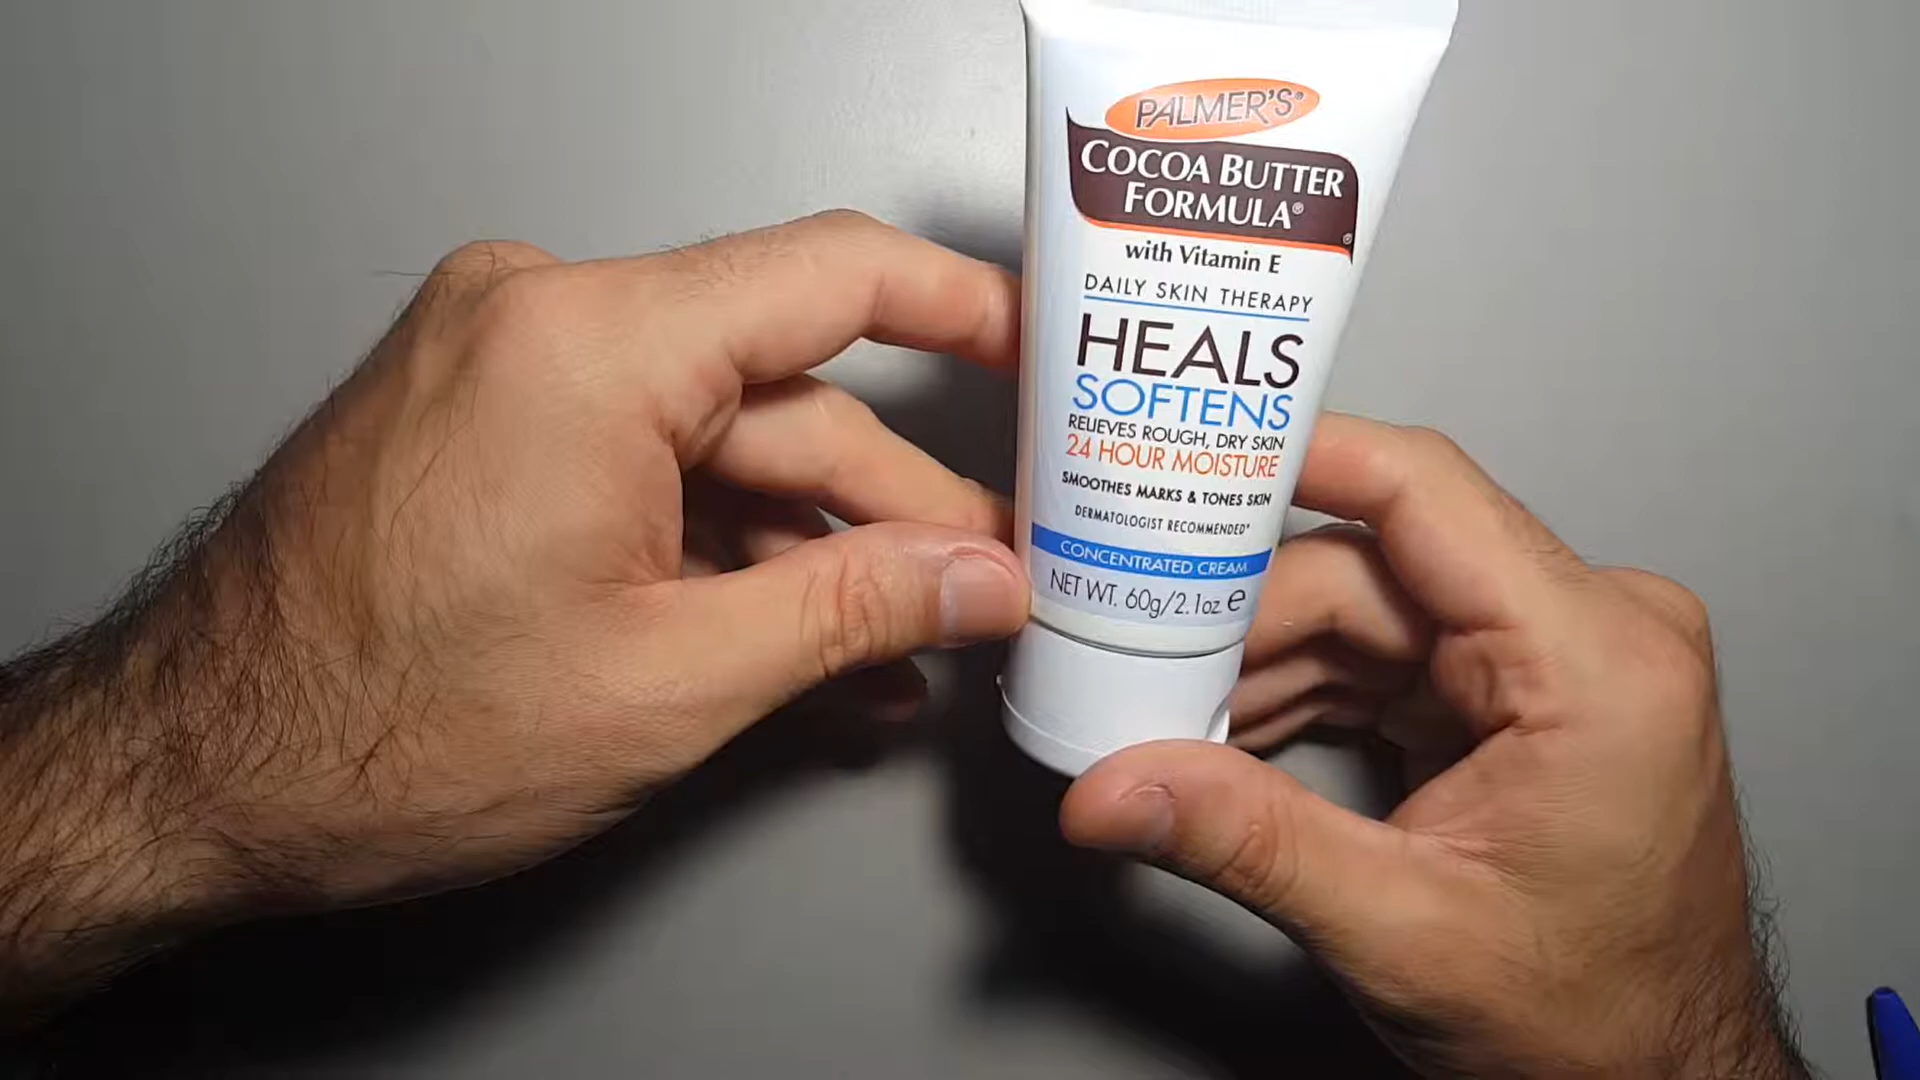 PALMER'S®
COCOA BUTTER
FORMULA®
®
with Vitamin E
DAILY SKIN THERAPY
HEALS
SOFTENS
RELIEVES ROUGH, DRY SKIN
24 HOUR MOISTURE
SMOOTHES MARKS & TONES SKIN
DERMATOLOGIST RECOMMENDED*
CONCENTRATED CREAM
NET WT. 60g/2.1oz ℮